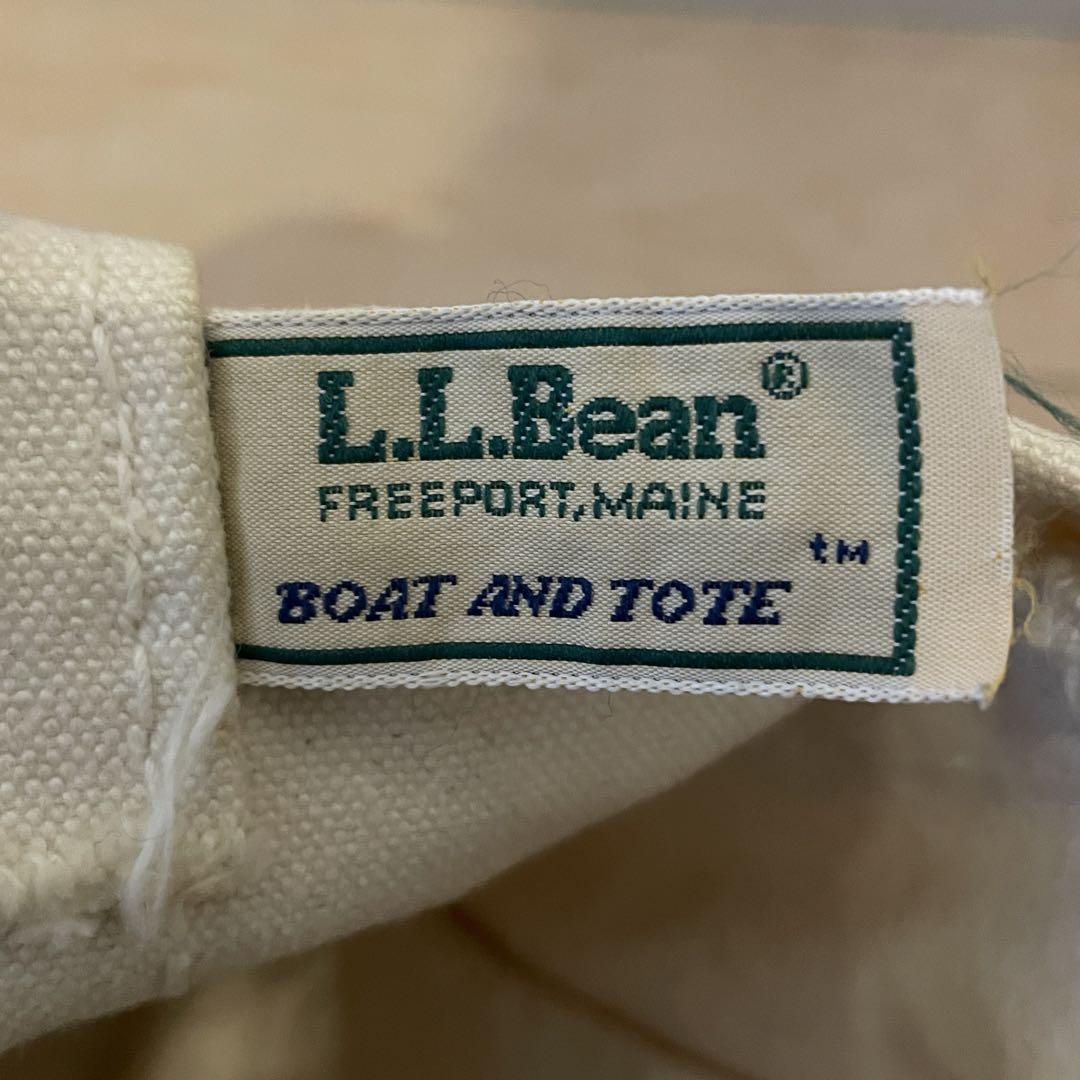 L.L.Bean®
FREEPORT,MAINE
BOAT AND TOTE ™